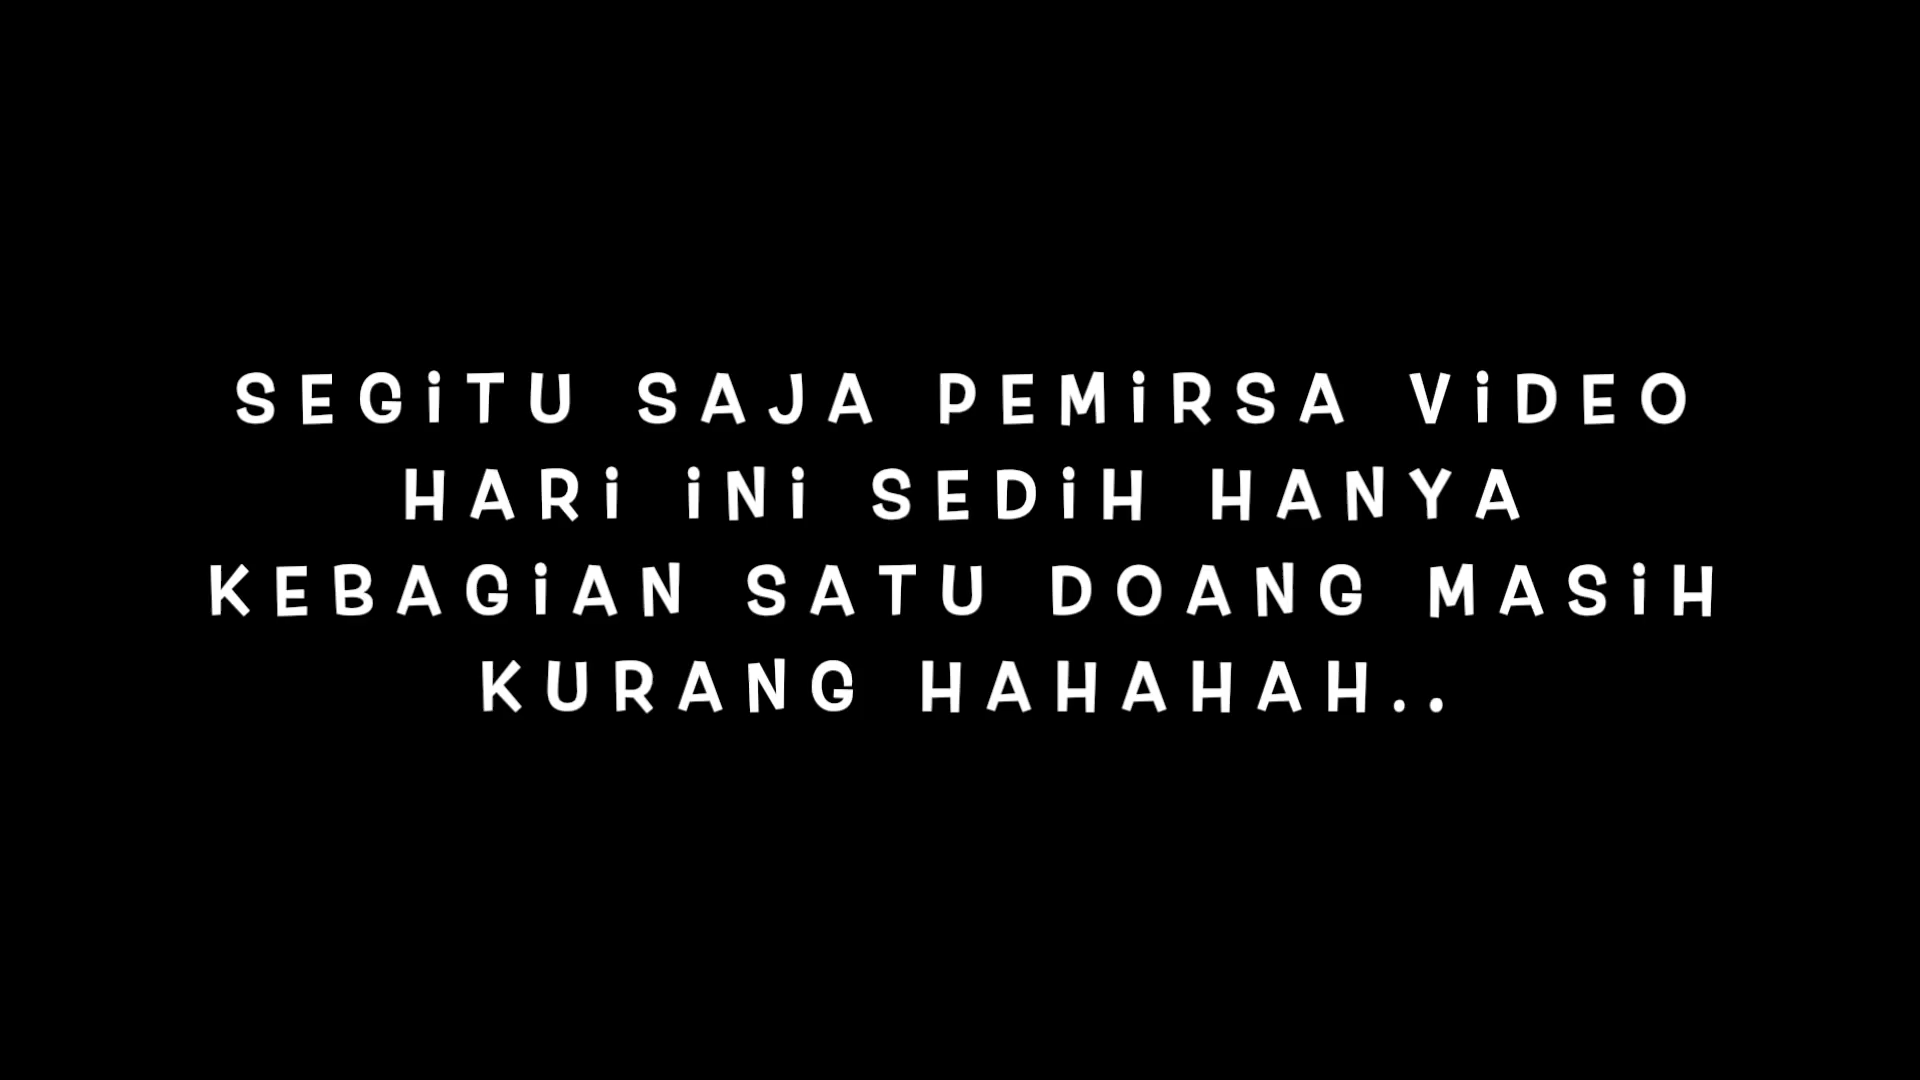 SEGiTU SAJA PEMiRSA ViDEO
HARi iNi SEDiH HANYA
KEBAGiAN SATU DOANG MASiH
KURANG HAHAHAH..